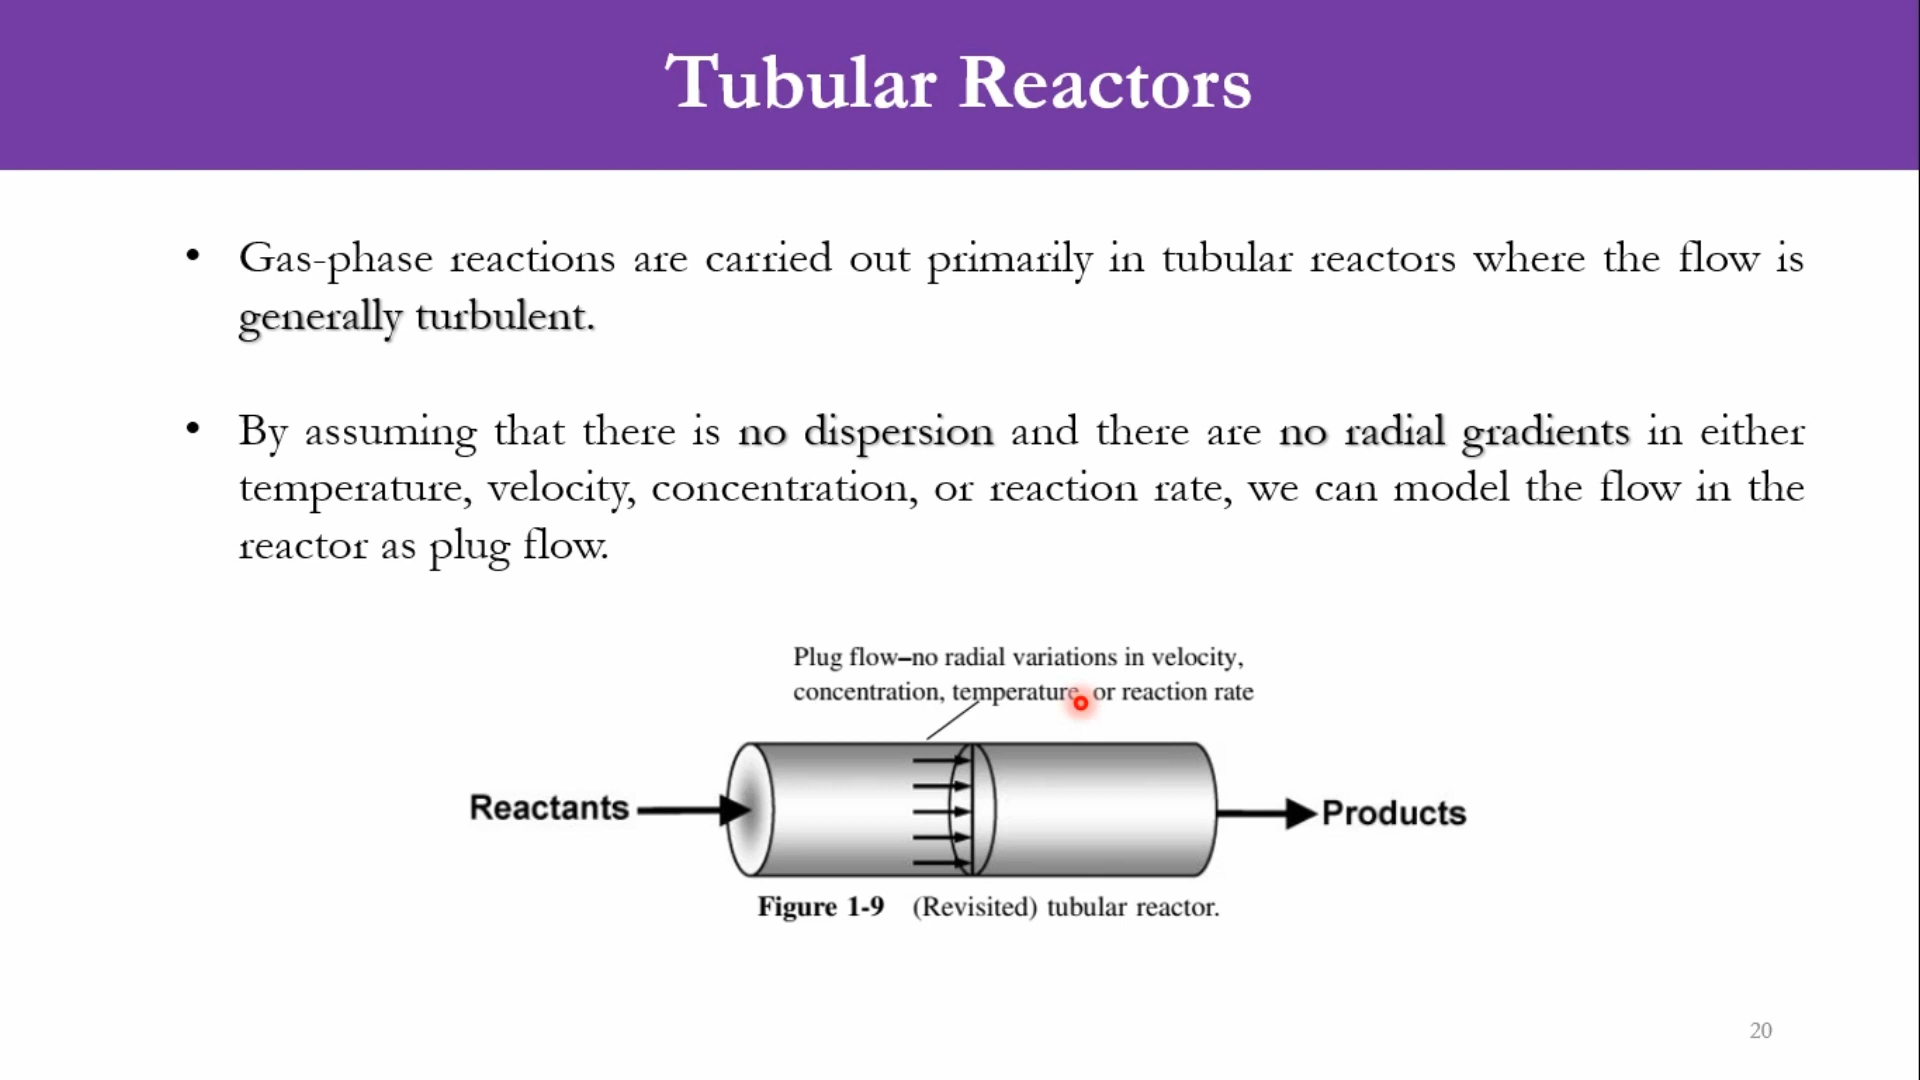 Tubular Reactors
• Gas-phase reactions are carried out primarily in tubular reactors where the flow is
generally turbulent.
• By assuming that there is no dispersion and there are no radial gradients in either
temperature, velocity, concentration, or reaction rate, we can model the flow in the
reactor as plug flow.
Plug flow–no radial variations in velocity,
concentration, temperature, or reaction rate
Reactants
Products
Figure 1-9 (Revisited) tubular reactor.
20